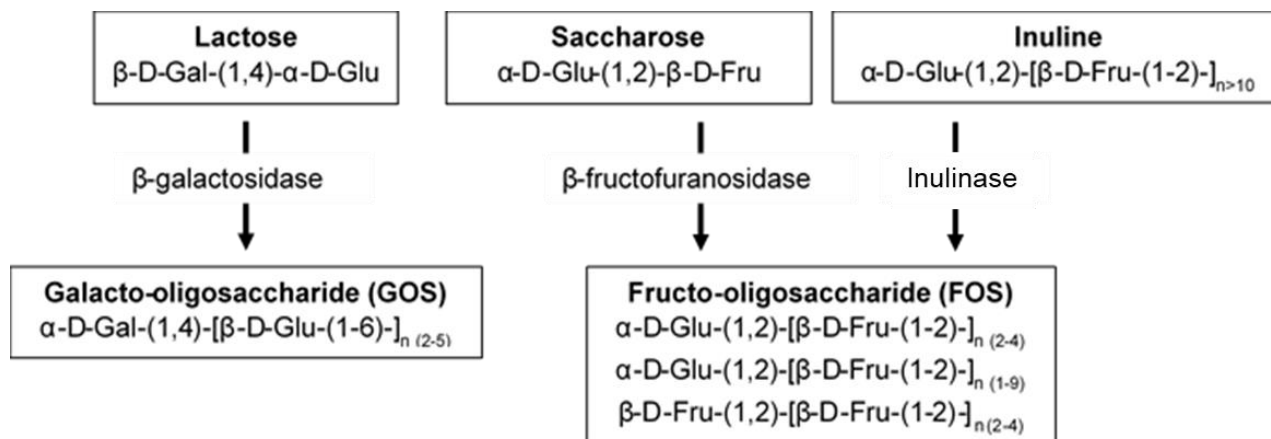 Lactose
β-D-Gal-(1,4)-α-D-Glu
Saccharose
α-D-Glu-(1,2)-β-D-Fru
Inuline
α-D-Glu-(1,2)-[β-D-Fru-(1-2)-]n>10
β-galactosidase
β-fructofuranosidase
Inulinase
Galacto-oligosaccharide (GOS)
α-D-Gal-(1,4)-[β-D-Glu-(1-6)-]n (2-5)
Fructo-oligosaccharide (FOS)
α-D-Glu-(1,2)-[β-D-Fru-(1-2)-]n (2-4)
α-D-Glu-(1,2)-[β-D-Fru-(1-2)-]n (1-9)
β-D-Fru-(1,2)-[β-D-Fru-(1-2)-]n (2-4)